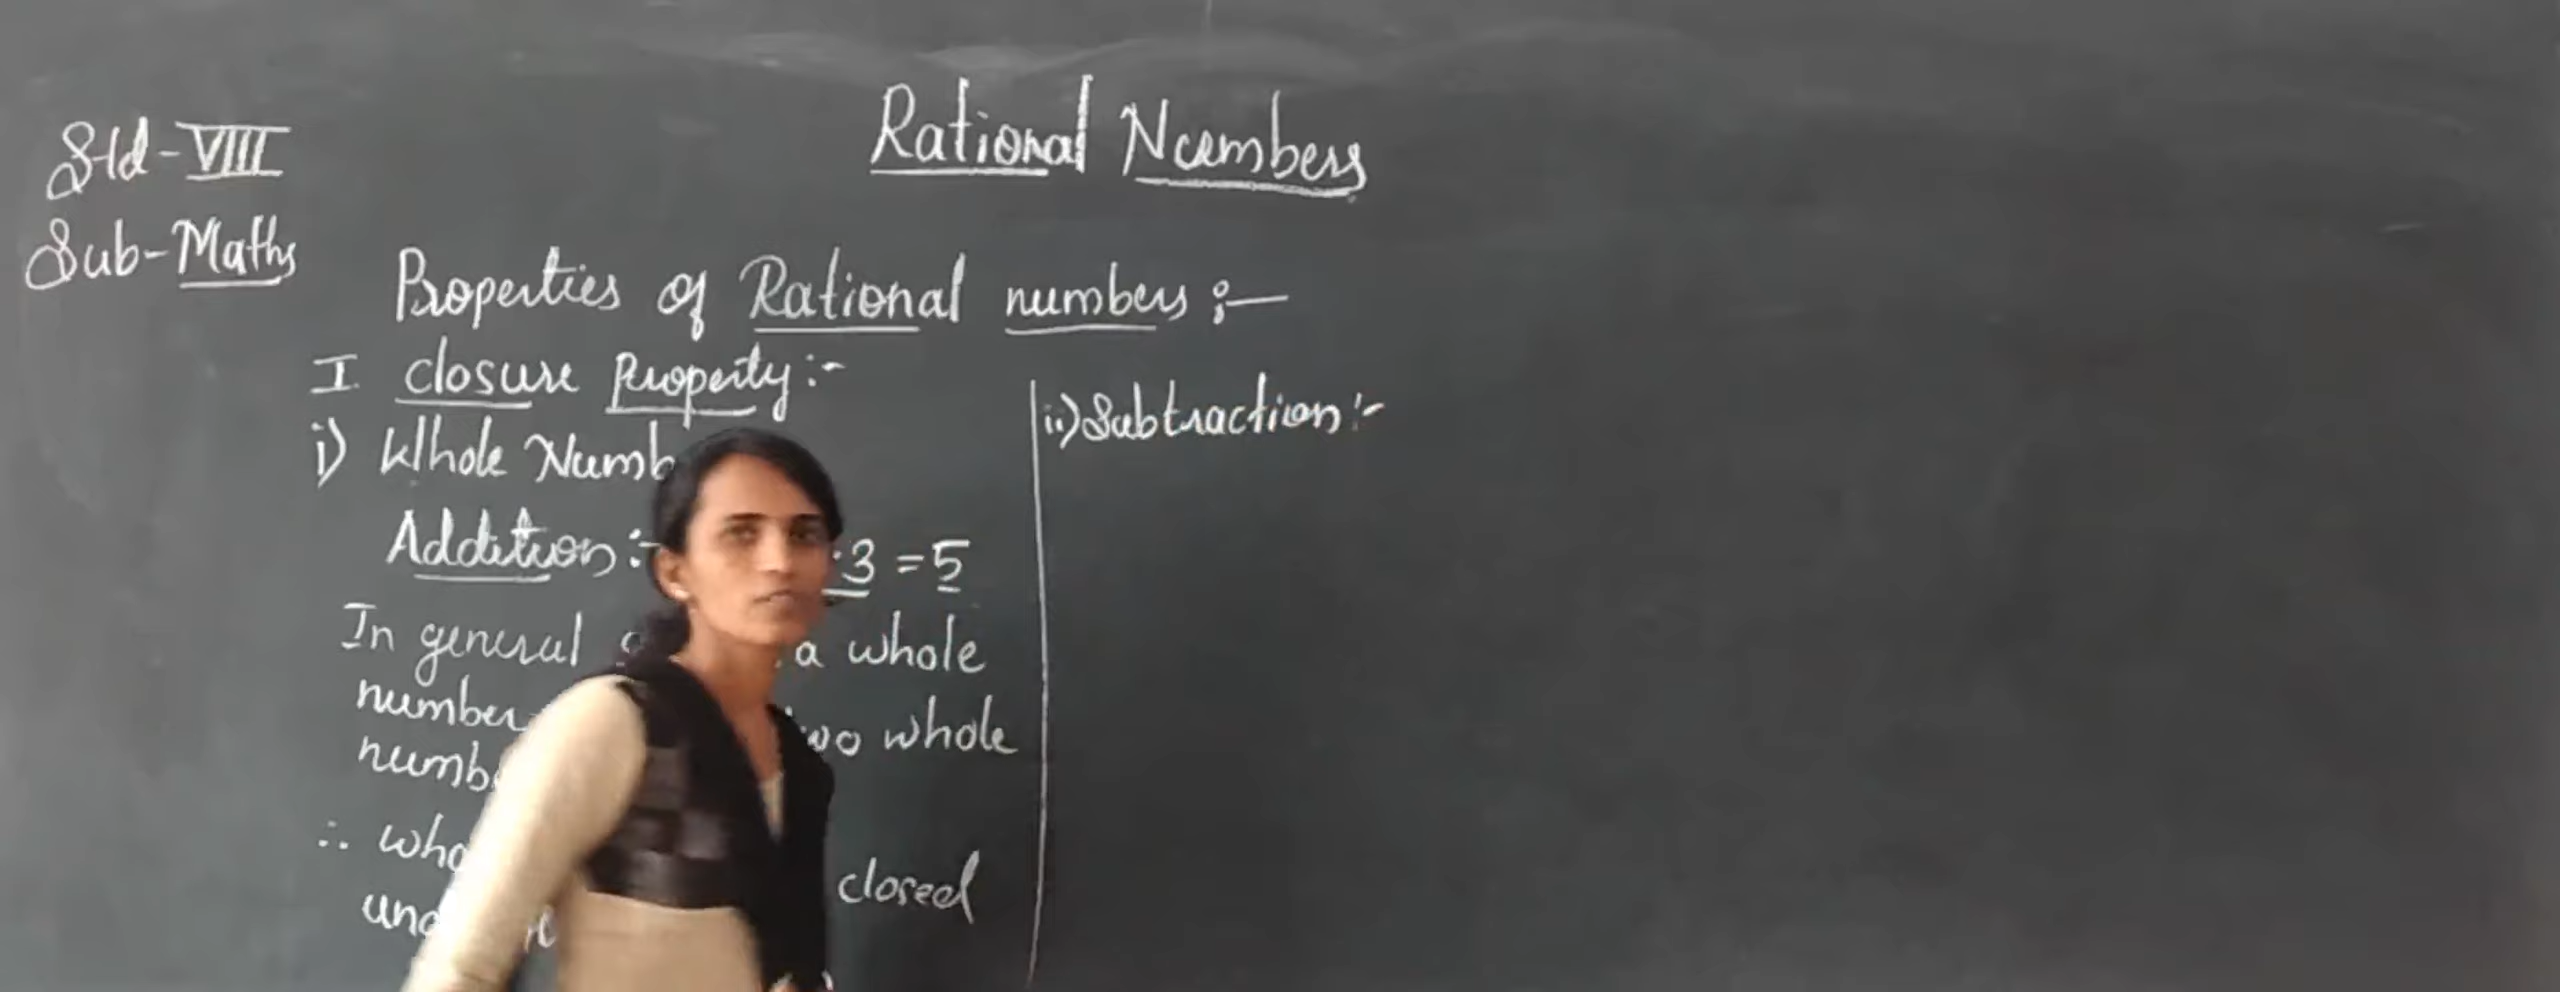 Rational Numbers
Std-VIII
Sub-Maths
Properties of Rational numbers :-
I closure Property :-
i) Whole Numb
Addition :- 3 = 5
In general a whole
number two whole
numb
∴ closed
ii) Subtraction :-